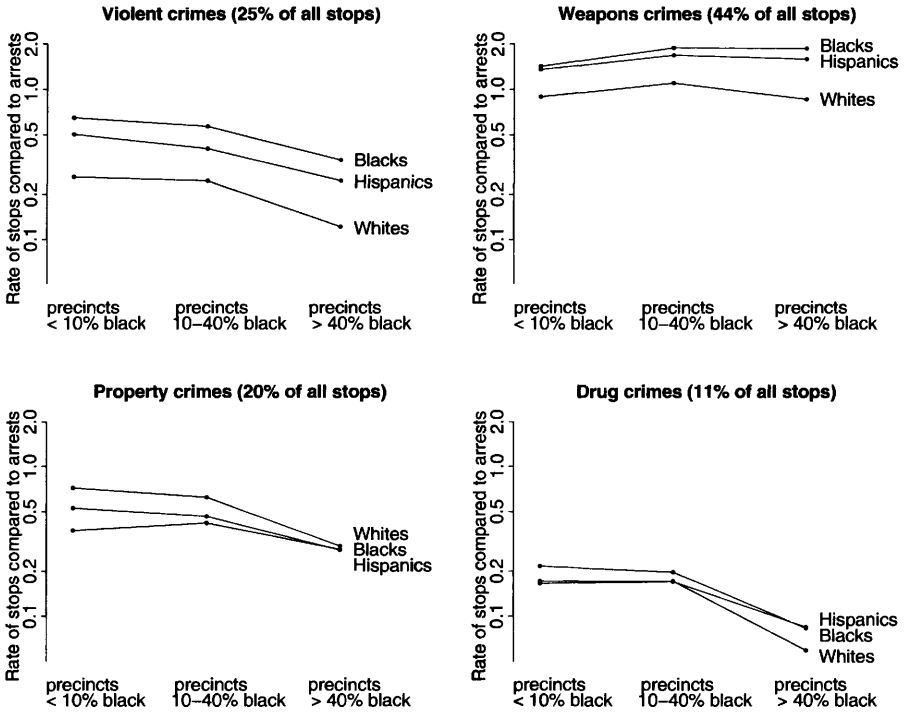 Violent crimes (25% of all stops)
Rate of stops compared to arrests
2.0
1.0
0.5
0.2
0.1
Blacks
Hispanics
Whites
precincts
< 10% black
precincts
10−40% black
precincts
> 40% black
Weapons crimes (44% of all stops)
Rate of stops compared to arrests
2.0
1.0
0.5
0.2
0.1
Blacks
Hispanics
Whites
precincts
< 10% black
precincts
10−40% black
precincts
> 40% black
Property crimes (20% of all stops)
Rate of stops compared to arrests
2.0
1.0
0.5
0.2
0.1
Whites
Blacks
Hispanics
precincts
< 10% black
precincts
10−40% black
precincts
> 40% black
Drug crimes (11% of all stops)
Rate of stops compared to arrests
2.0
1.0
0.5
0.2
0.1
Hispanics
Blacks
Whites
precincts
< 10% black
precincts
10−40% black
precincts
> 40% black